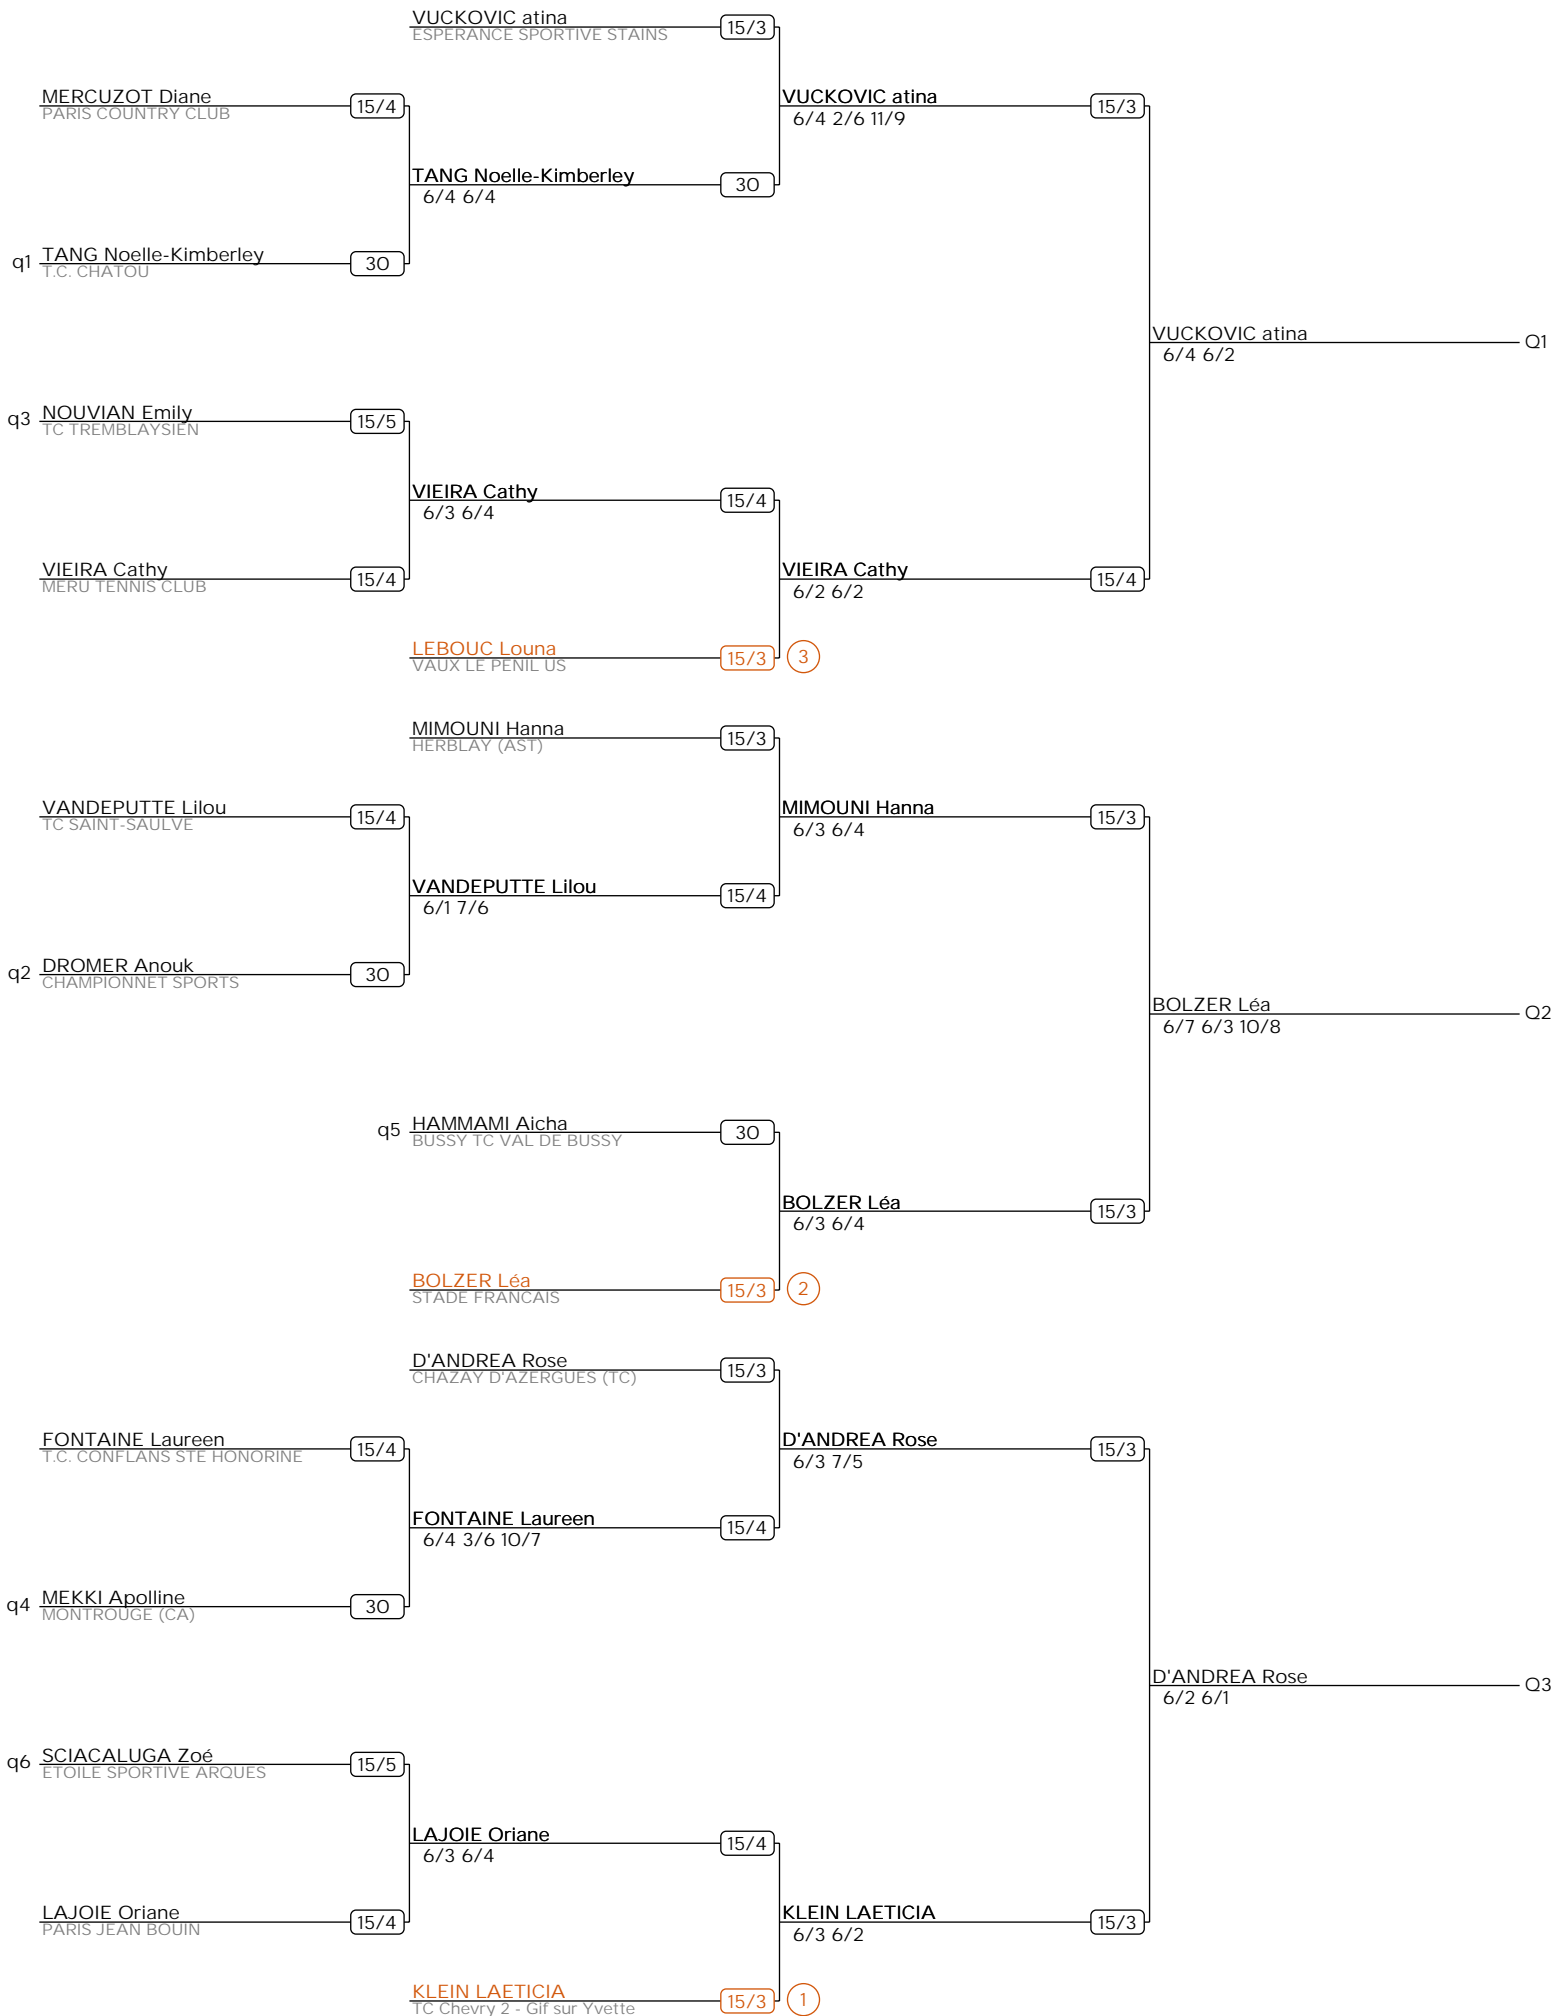 VUCKOVIC atina 15/3
ESPERANCE SPORTIVE STAINS
MERCUZOT Diane 15/4 VUCKOVIC atina 15/3
PARIS COUNTRY CLUB 6/4 2/6 11/9
TANG Noelle-Kimberley 30
6/4 6/4
q1 TANG Noelle-Kimberley 30
T.C. CHATOU
VUCKOVIC atina Q1
6/4 6/2
q3 NOUVIAN Emily 15/5
TC TREMBLAYSIEN
VIEIRA Cathy 15/4
6/3 6/4
VIEIRA Cathy 15/4 VIEIRA Cathy 15/4
MERU TENNIS CLUB 6/2 6/2
LEBOUC Louna 15/3 3
VAUX LE PENIL US
MIMOUNI Hanna 15/3
HERBLAY (AST)
VANDEPUTTE Lilou 15/4 MIMOUNI Hanna 15/3
TC SAINT-SAULVE 6/3 6/4
VANDEPUTTE Lilou 15/4
6/1 7/6
q2 DROMER Anouk 30
CHAMPIONNET SPORTS
BOLZER Léa Q2
6/7 6/3 10/8
q5 HAMMAMI Aicha 30
BUSSY TC VAL DE BUSSY
BOLZER Léa 15/3
6/3 6/4
BOLZER Léa 15/3 2
STADE FRANCAIS
D'ANDREA Rose 15/3
CHAZAY D'AZERGUES (TC)
FONTAINE Laureen 15/4 D'ANDREA Rose 15/3
T.C. CONFLANS STE HONORINE 6/3 7/5
FONTAINE Laureen 15/4
6/4 3/6 10/7
q4 MEKKI Apolline 30
MONTROUGE (CA)
D'ANDREA Rose Q3
6/2 6/1
q6 SCIACALUGA Zoé 15/5
ETOILE SPORTIVE ARQUES
LAJOIE Oriane 15/4
6/3 6/4
LAJOIE Oriane 15/4 KLEIN LAETICIA 15/3
PARIS JEAN BOUIN 6/3 6/2
KLEIN LAETICIA 15/3 1
TC Chevry 2 - Gif sur Yvette